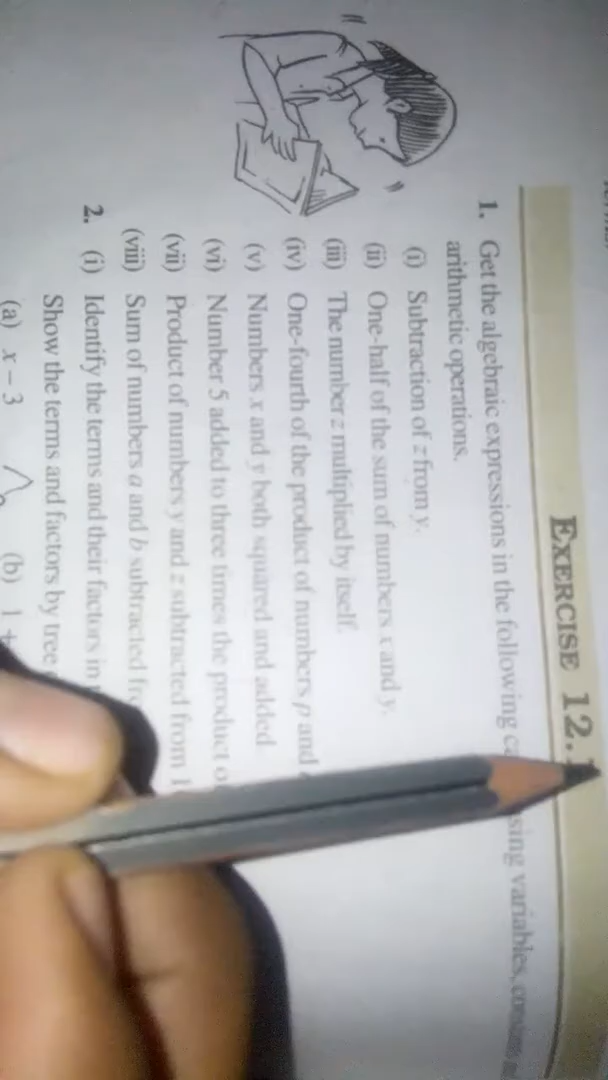 EXERCISE 12.
1. Get the algebraic expressions in the following sing variables,
arithmetic operations.
(i) Subtraction of z from y.
(ii) One-half of the sum of numbers x and y.
(iii) The number z multiplied by itself.
(iv) One-fourth of the product of numbers p and
(v) Numbers x and y both squared and added
(vi) Number 5 added to three times the product
(vii) Product of numbers y and z subtracted from
(viii) Sum of numbers a and b subtracted
2. (i) Identify the terms and their factors in
Show the terms and factors by tree
(a) x – 3 (b) 1 +